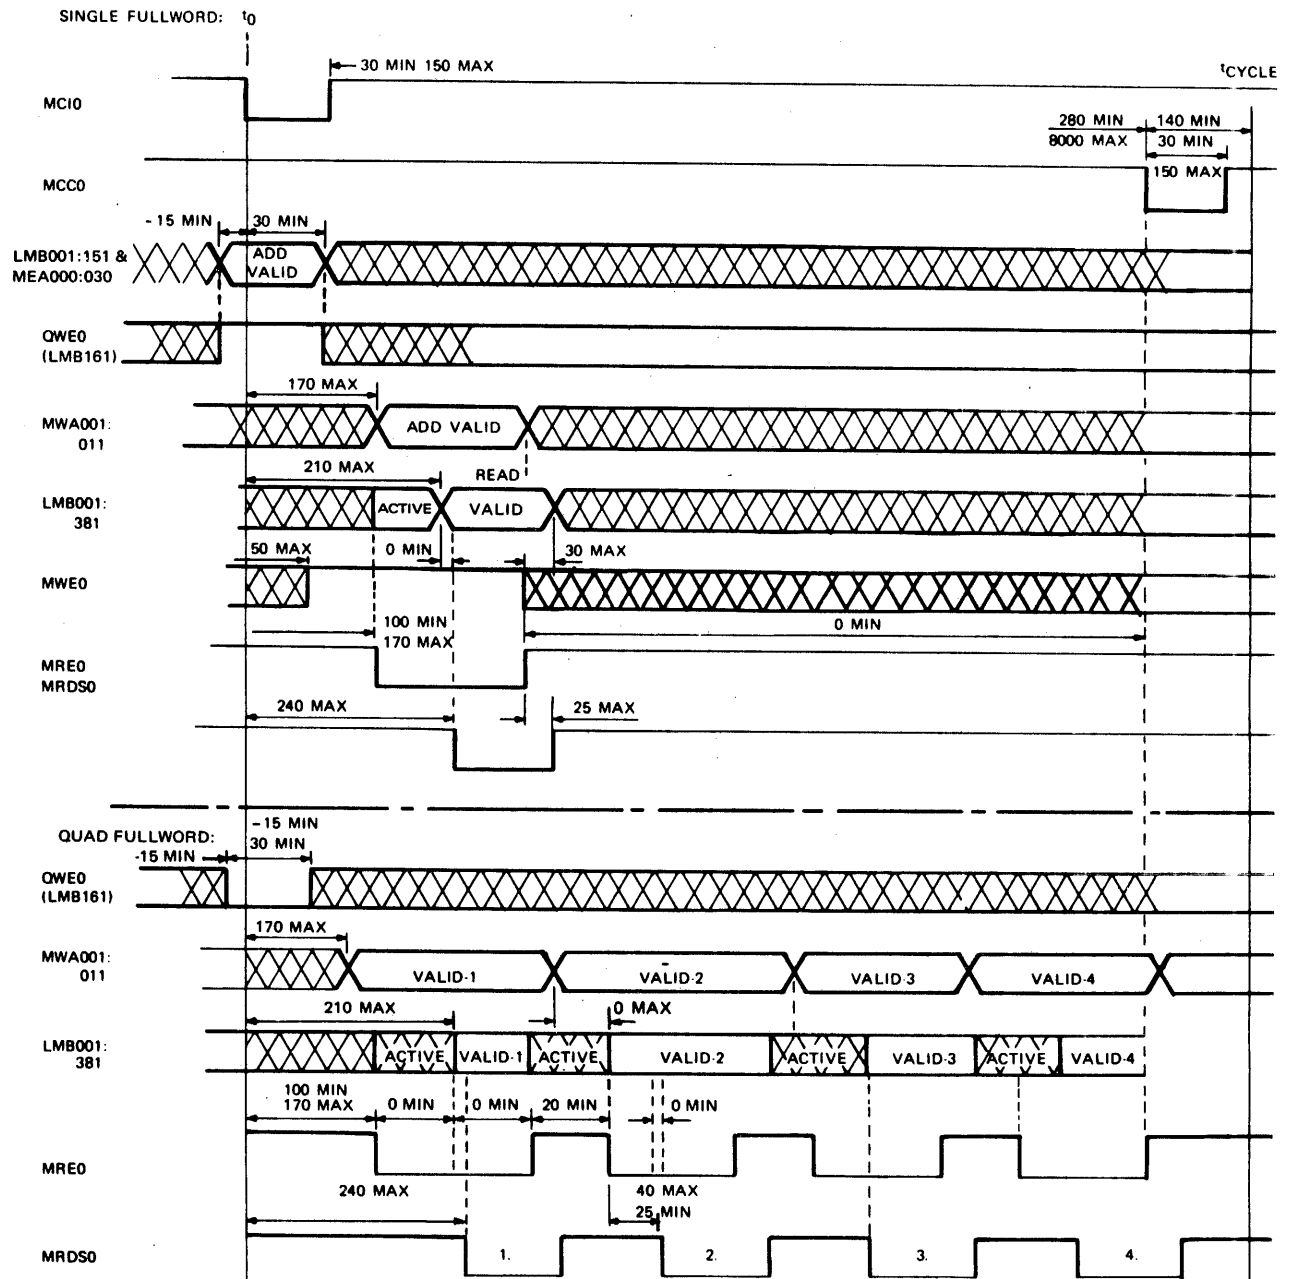 SINGLE FULLWORD: t0
30 MIN 150 MAX
tCYCLE
MCI0
280 MIN 140 MIN
8000 MAX 30 MIN
150 MAX
MCC0
-15 MIN 30 MIN
LMB001:151 &
MEA000:030
ADD
VALID
QWE0
(LMB161)
170 MAX
MWA001:
011
ADD VALID
210 MAX
READ
LMB001:
381
ACTIVE VALID
50 MAX
0 MIN
30 MAX
MWE0
100 MIN
170 MAX
0 MIN
MRE0
MRDS0
240 MAX
25 MAX
-15 MIN
QUAD FULLWORD:
30 MIN
-15 MIN
QWE0
(LMB161)
170 MAX
MWA001:
011
VALID-1 VALID-2 VALID-3 VALID-4
210 MAX
0 MAX
LMB001:
381
ACTIVE VALID-1 ACTIVE VALID-2 ACTIVE VALID-3 ACTIVE VALID-4
100 MIN
170 MAX 0 MIN 0 MIN 20 MIN 0 MIN
MRE0
240 MAX
40 MAX
25 MIN
MRDS0
1. 2. 3. 4.